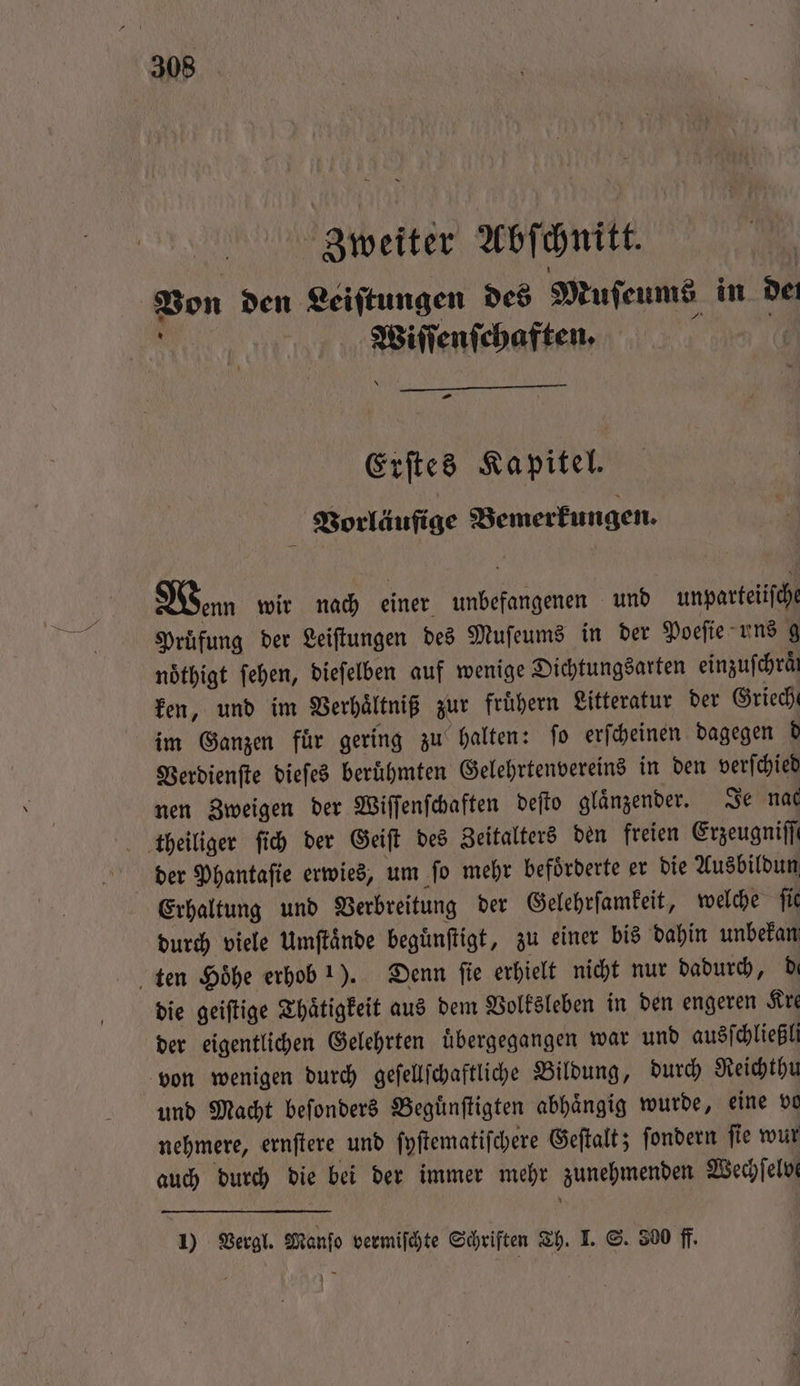 308
Zweiter Abſchnitt.
Von den Leiſtungen des Muſeums in der
Wiſſenſchaften.
Erſtes Kapitel.
Vorläufige Bemerkungen.
Wenn wir nach einer unbefangenen und unparteiiſche
Prüfung der Leiſtungen des Muſeums in der Poeſie uns g
nöthigt ſehen, dieſelben auf wenige Dichtungsarten einzuſchrän
ken, und im Verhältniß zur frühern Litteratur der Grieche
im Ganzen für gering zu halten: ſo erſcheinen dagegen d
Verdienſte dieſes berühmten Gelehrtenvereins in den verſchied
nen Zweigen der Wiſſenſchaften deſto glänzender. Je nac
theiliger ſich der Geiſt des Zeitalters den freien Erzeugniſſe
der Phantaſie erwies, um ſo mehr beförderte er die Ausbildun
Erhaltung und Verbreitung der Gelehrſamkeit, welche ſie
durch viele Umſtände begünſtigt, zu einer bis dahin unbekan
ten Höhe erhob 1). Denn ſie erhielt nicht nur dadurch, da
die geiſtige Thätigkeit aus dem Volksleben in den engeren Kre
der eigentlichen Gelehrten übergegangen war und ausſchließli
von wenigen durch geſellſchaftliche Bildung, durch Reichthu
und Macht beſonders Begünſtigten abhängig wurde, eine vo
nehmere, ernſtere und ſyſtematiſchere Geſtalt; ſondern ſie wur
auch durch die bei der immer mehr zunehmenden Wechſelve
1) Vergl. Manſo vermiſchte Schriften Th. I. S. 300 ff.